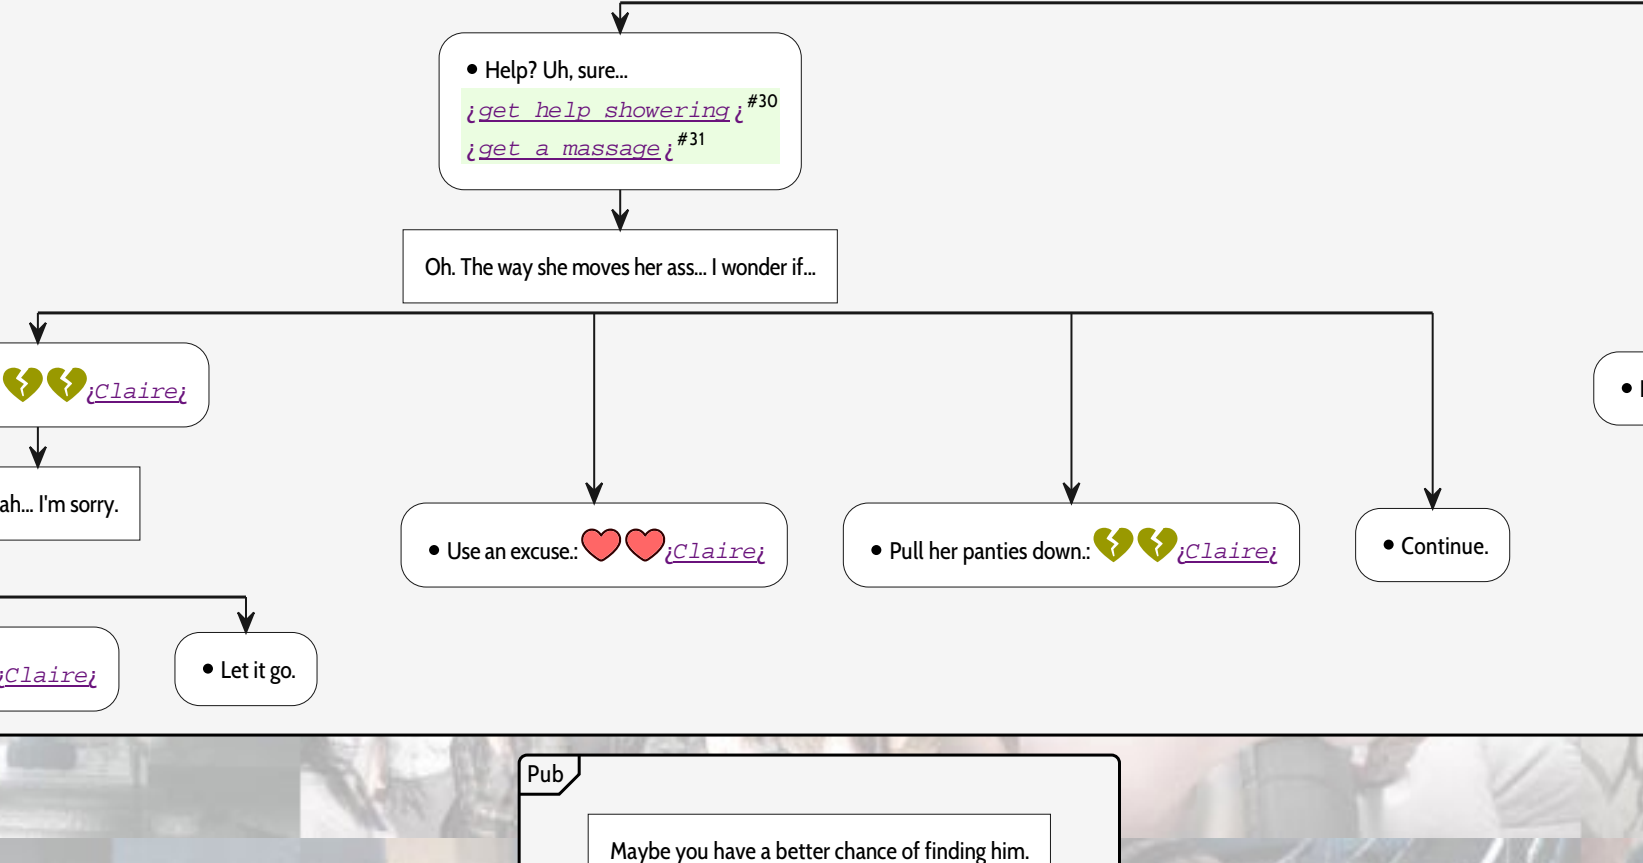 • Help? Uh, sure...
¿get help showering¿#30
¿get a massage¿#31
Oh. The way she moves her ass... I wonder if...
¿Claire¿
ah... I'm sorry.
• Use an excuse.: ¿Claire¿
• Pull her panties down.: ¿Claire¿
• Continue.
¿Claire¿
• Let it go.
Pub
Maybe you have a better chance of finding him.